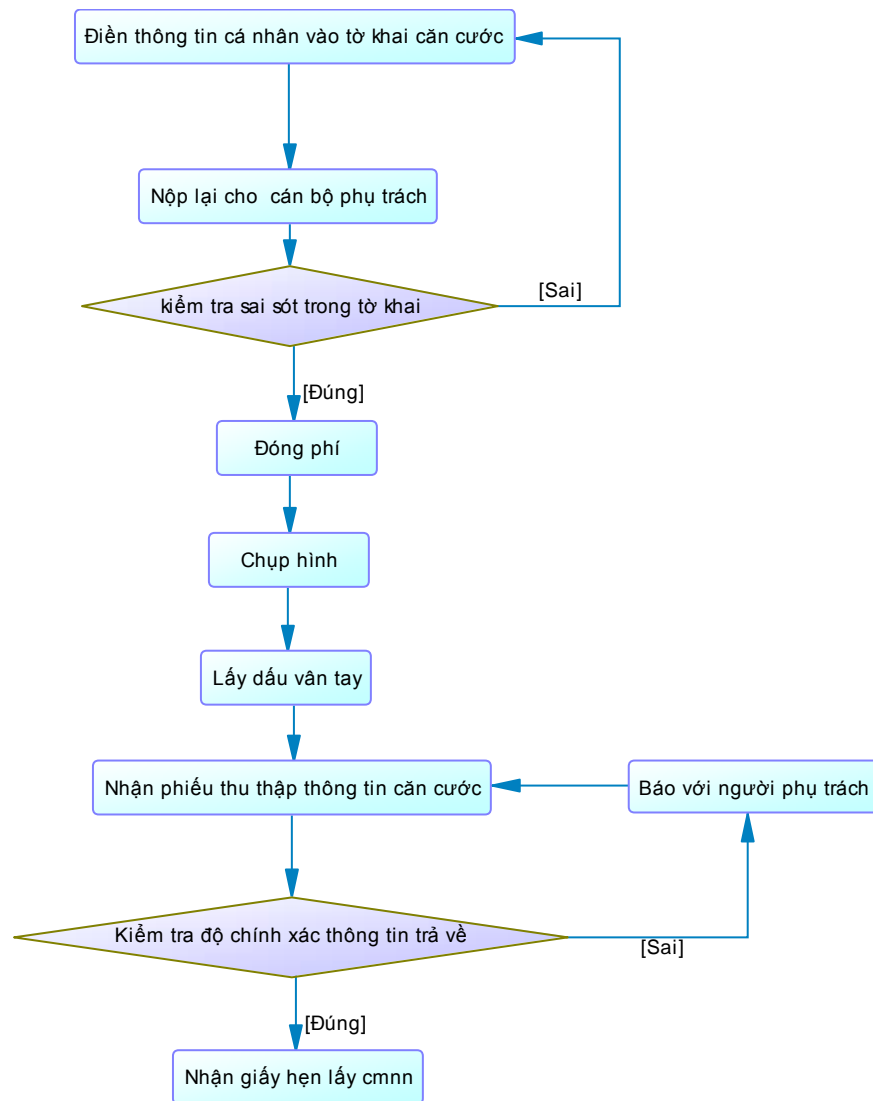 Điền thông tin cá nhân vào tờ khai căn cước
Nộp lại cho  cán bộ phụ trách
kiểm tra sai sót trong tờ khai
[Sai]
[Đúng]
Đóng phí
Chụp hình
Lấy dấu vân tay
Nhận phiếu thu thập thông tin căn cước
Báo với người phụ trách
Kiểm tra độ chính xác thông tin trả về
[Sai]
[Đúng]
Nhận giấy hẹn lấy cmnn